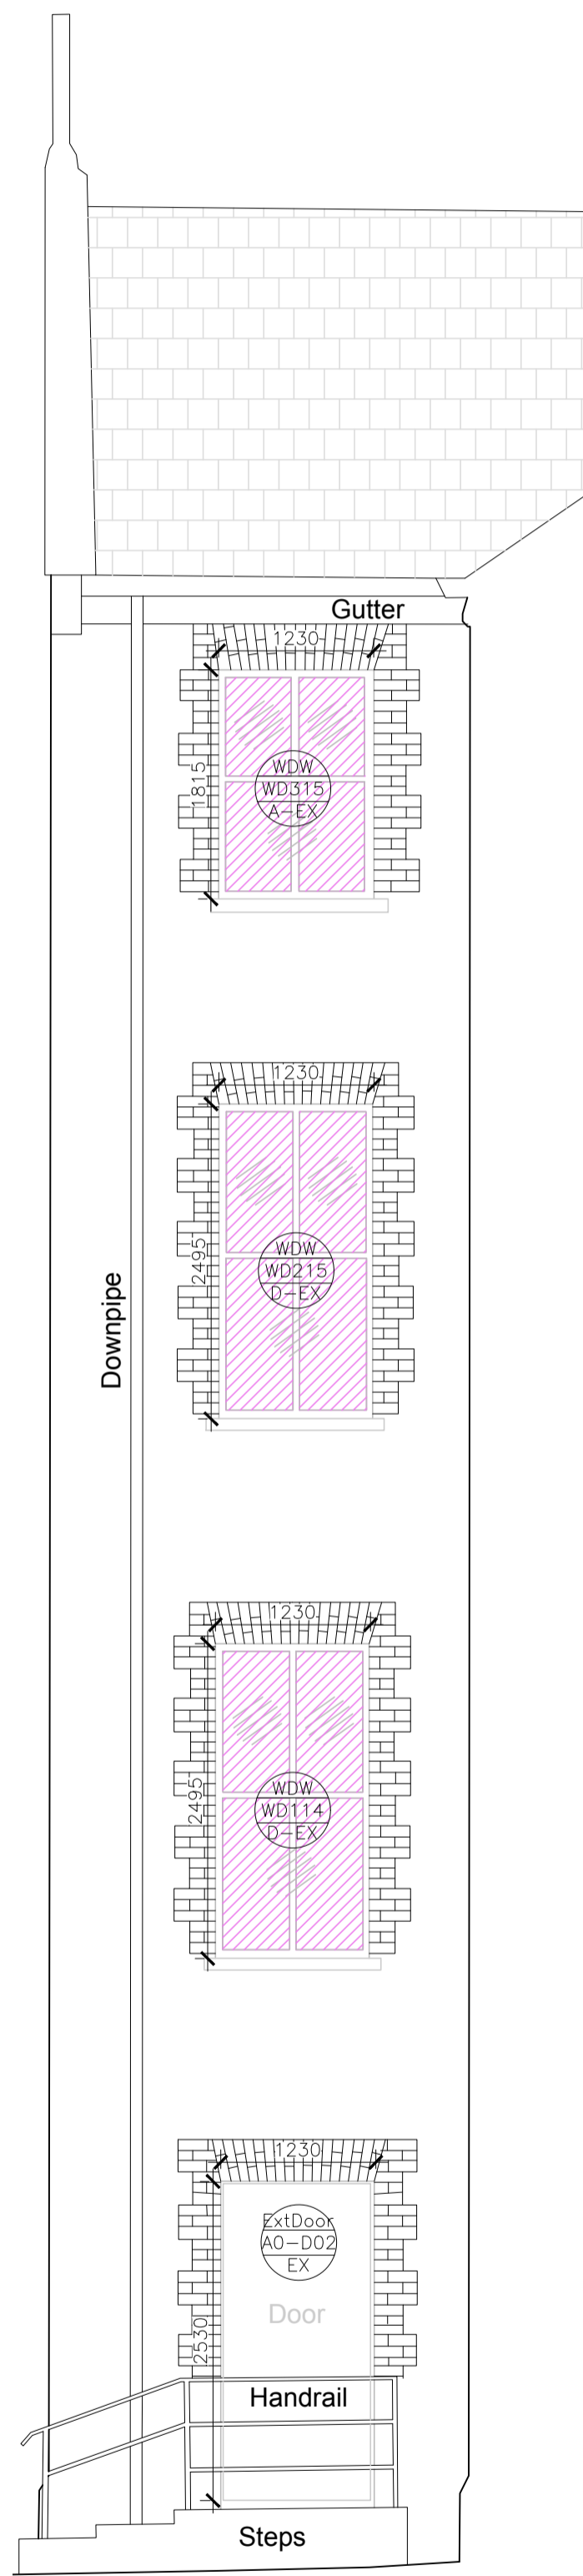 Gutter
1230
1815
WDW
WD315
A-EX
1230
2495
WDW
WD215
D-EX
Downpipe
1230
2495
WDW
WD114
D-EX
1230
ExtDoor
A0-D02
EX
Door
2530
Handrail
Steps